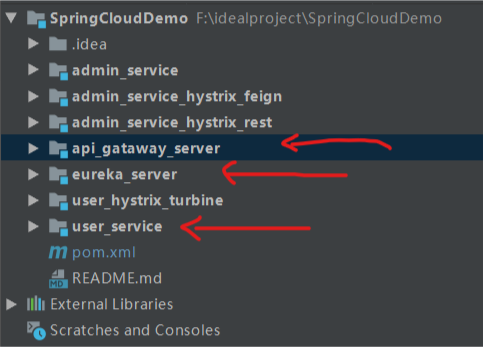 SpringCloudDemo F:\idealproject\SpringCloudDemo
.idea
admin_service
admin_service_hystrix_feign
admin_service_hystrix_rest
api_gataway_server
eureka_server
user_hystrix_turbine
user_service
m pom.xml
MD README.md
External Libraries
Scratches and Consoles